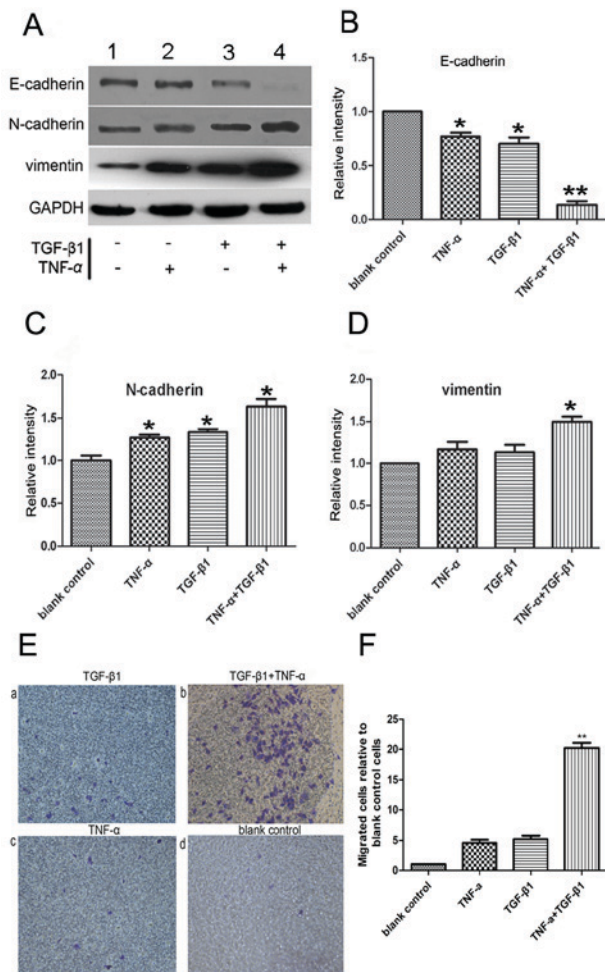 A
1 2 3 4
E-cadherin
N-cadherin
vimentin
GAPDH
TGF-β1 - - + +
TNF-α - + - +
B
E-cadherin
Relative intensity
1.5
1.0
0.5
0.0
*
*
**
blank control
TNF-α
TGF-β1
TNF-α+ TGF-β1
C
N-cadherin
Relative intensity
2.0
1.5
1.0
0.5
0.0
*
*
*
blank control
TNF-α
TGF-β1
TNF-α+TGF-β1
D
vimentin
Relative intensity
2.0
1.5
1.0
0.5
0.0
*
blank control
TNF-α
TGF-β1
TNF-α+TGF-β1
E
TGF-β1
a
TGF-β1+TNF-α
b
TNF-α
c
blank control
d
F
Migrated cells relative to
blank control cells
25
20
15
10
5
0
**
blank control
TNF-a
TGF-β1
TNF-a+TGF-β1